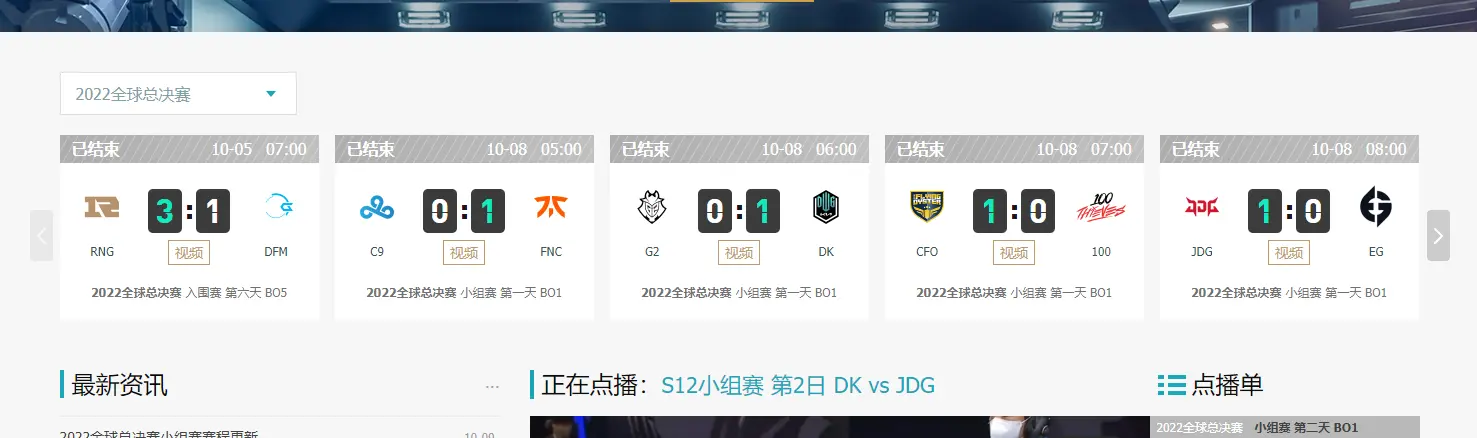 2022全球总决赛
已结束 10-05 07:00
RNG 3:1 DFM
视频
2022全球总决赛 入围赛 第六天 BO5
已结束 10-08 05:00
C9 0:1 FNC
视频
2022全球总决赛 小组赛 第一天 BO1
已结束 10-08 06:00
G2 0:1 DK
视频
2022全球总决赛 小组赛 第一天 BO1
已结束 10-08 07:00
CFO 1:0 100
100 THIEVES
视频
2022全球总决赛 小组赛 第一天 BO1
已结束 10-08 08:00
JDG 1:0 EG
视频
2022全球总决赛 小组赛 第一天 BO1
最新资讯 ...
2022全球总决赛小组赛赛程更新 10-09
正在点播：S12小组赛 第2日 DK vs JDG
点播单
2022全球总决赛 小组赛 第二天 BO1